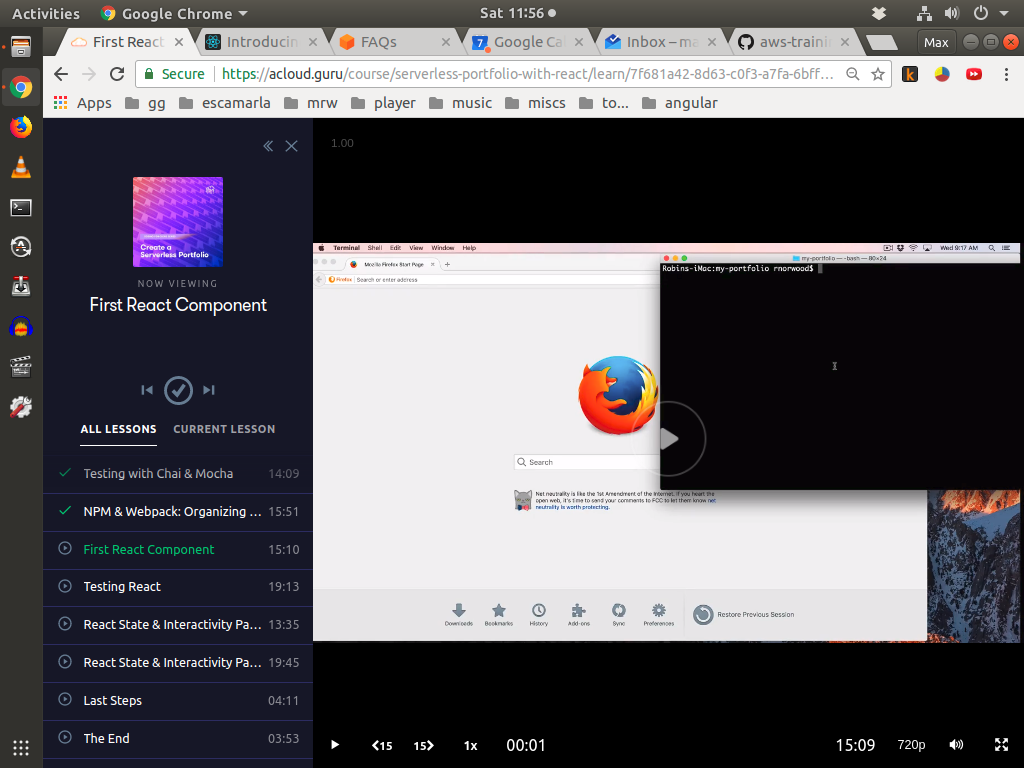 Activities
Google Chrome
Sat 11:56
First React
Introducin
FAQs
Google Cal
7
Inbox – ma
aws-traini
Max
Secure
https://acloud.guru/course/serverless-portfolio-with-react/learn/7f681a42-8d63-c0f3-a7fa-6bff…
k
Apps
gg
escamarla
mrw
player
music
miscs
to...
angular
1.00
Create a
Serverless Portfolio
NOW VIEWING
First React Component
ALL LESSONS
CURRENT LESSON
Testing with Chai & Mocha 14:09
NPM & Webpack: Organizing ... 15:51
First React Component 15:10
Testing React 19:13
React State & Interactivity Pa... 13:35
React State & Interactivity Pa... 19:45
Last Steps 04:11
The End 03:53
Terminal Shell Edit View Window Help
Wed 9:17 AM
Mozilla Firefox Start Page
Firefox
Search or enter address
my-portfolio — -bash — 80×24
Robins-iMac:my-portfolio rnorwood$
Search
Net neutrality is like the 1st Amendment of the Internet. If you heart the
open web, it's time to send your comments to FCC to let them know net
neutrality is worth protecting.
Downloads
Bookmarks
History
Add-ons
Sync
Preferences
Restore Previous Session
15
15
1x
00:01
15:09
720p